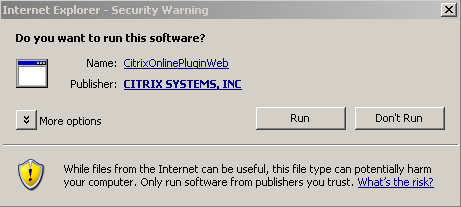 Internet Explorer - Security Warning
Do you want to run this software?
Name: CitrixOnlinePluginWeb
Publisher: CITRIX SYSTEMS, INC
More options
Run
Don't Run
While files from the Internet can be useful, this file type can potentially harm
your computer. Only run software from publishers you trust. What's the risk?